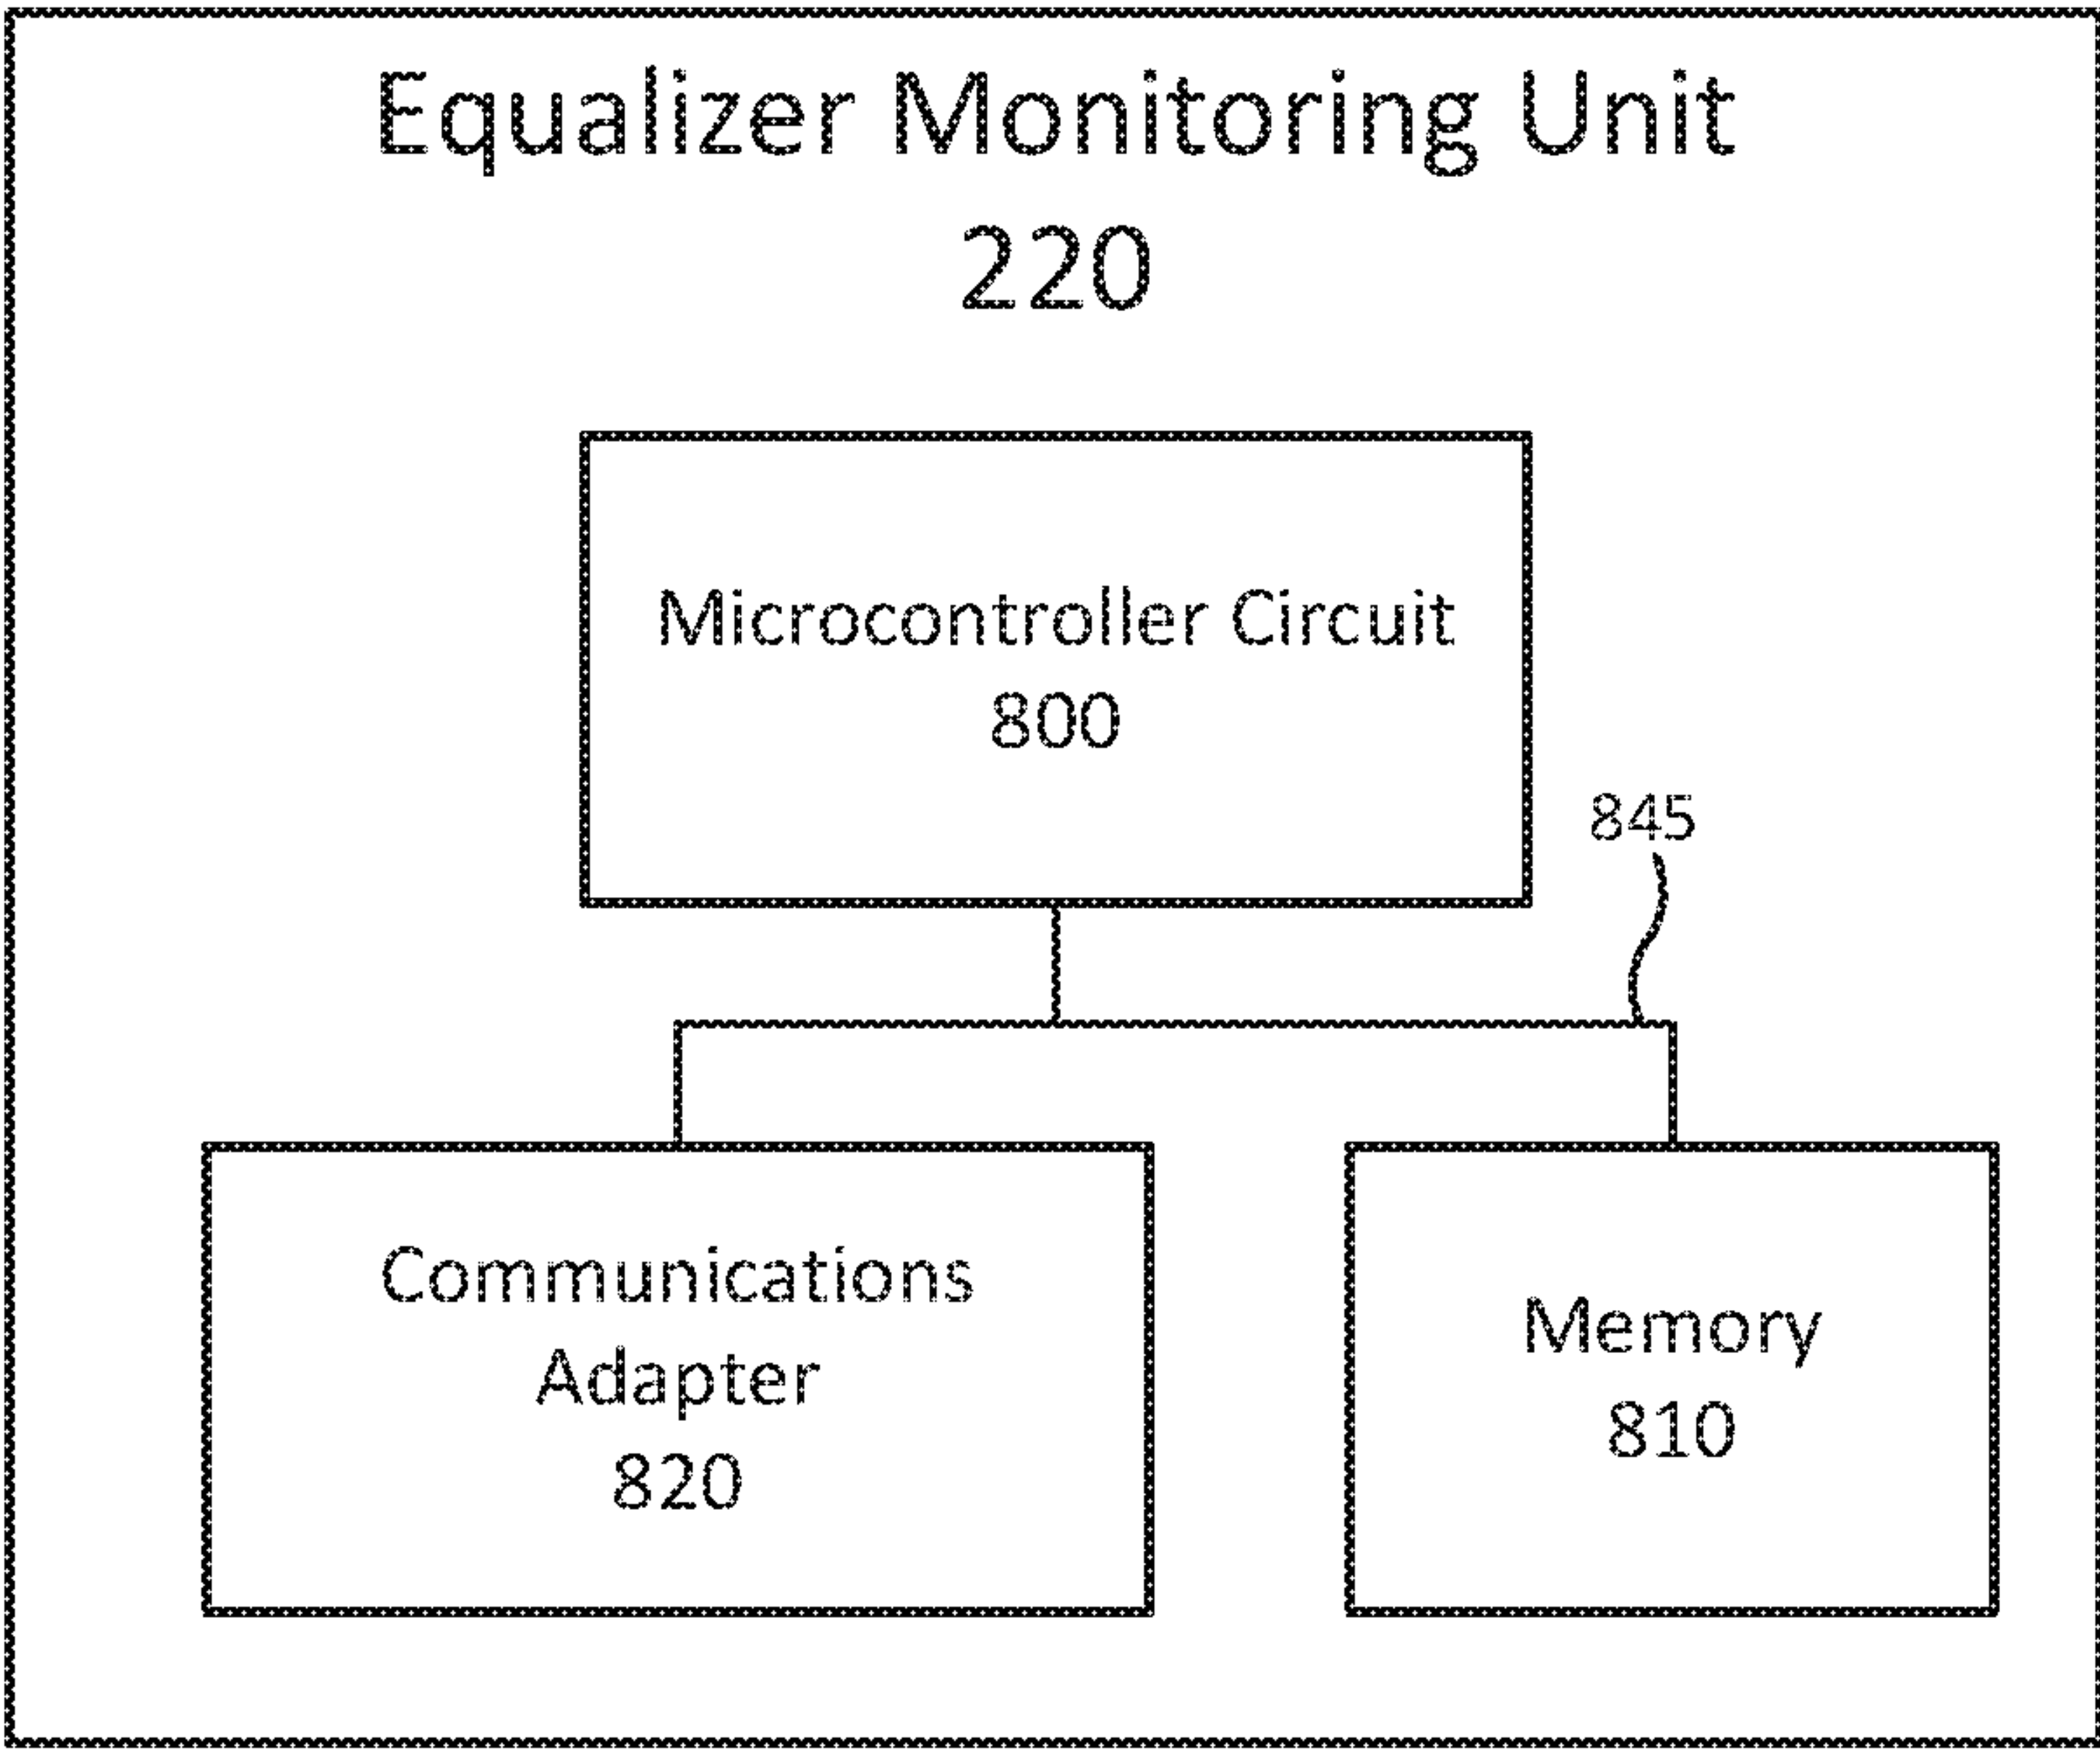 Equalizer Monitoring Unit
220
Microcontroller Circuit
800
845
Communications
Adapter
820
Memory
810